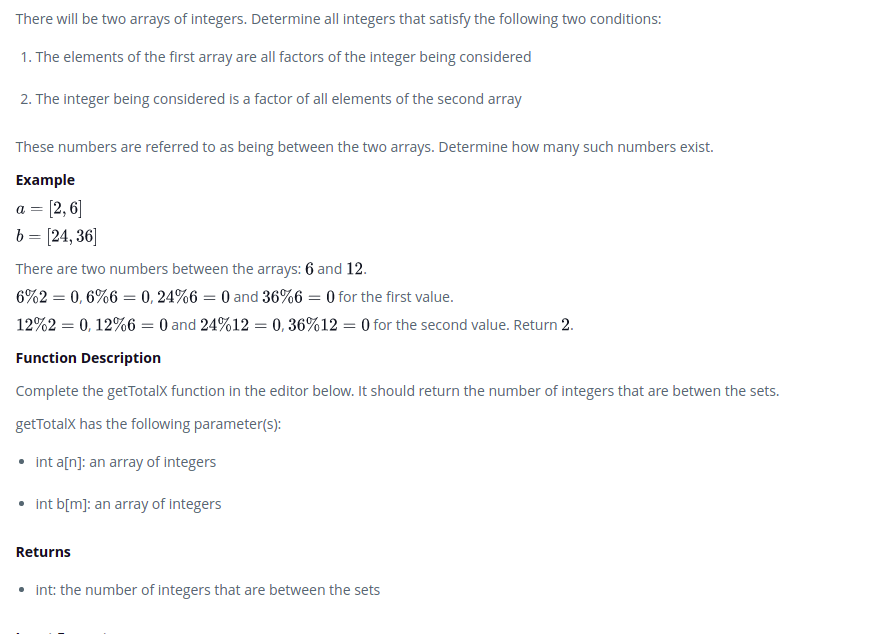 There will be two arrays of integers. Determine all integers that satisfy the following two conditions:
1. The elements of the first array are all factors of the integer being considered
2. The integer being considered is a factor of all elements of the second array
These numbers are referred to as being between the two arrays. Determine how many such numbers exist.
Example
a = [2, 6]
b = [24, 36]
There are two numbers between the arrays: 6 and 12.
6%2 = 0, 6%6 = 0, 24%6 = 0 and 36%6 = 0 for the first value.
12%2 = 0, 12%6 = 0 and 24%12 = 0, 36%12 = 0 for the second value. Return 2.
Function Description
Complete the getTotalX function in the editor below. It should return the number of integers that are betwen the sets.
getTotalX has the following parameter(s):
• int a[n]: an array of integers
• int b[m]: an array of integers
Returns
• int: the number of integers that are between the sets